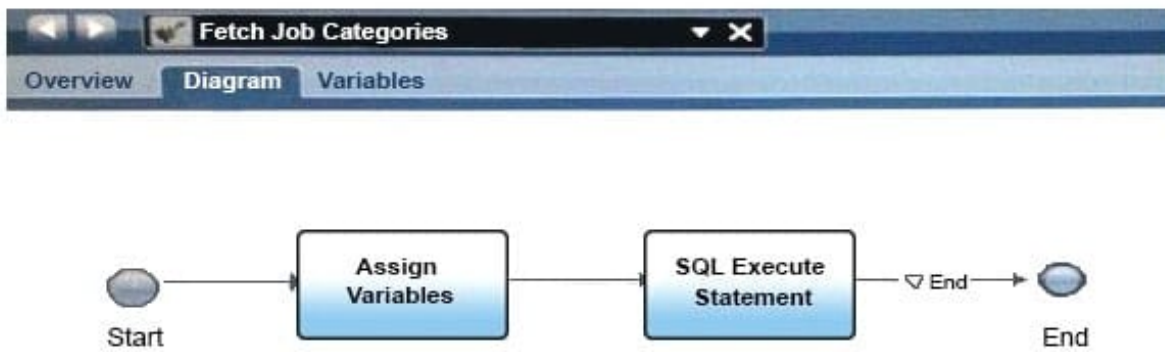 Fetch Job Categories
Overview Diagram Variables
Assign
Variables
SQL Execute
Statement
End
Start
End